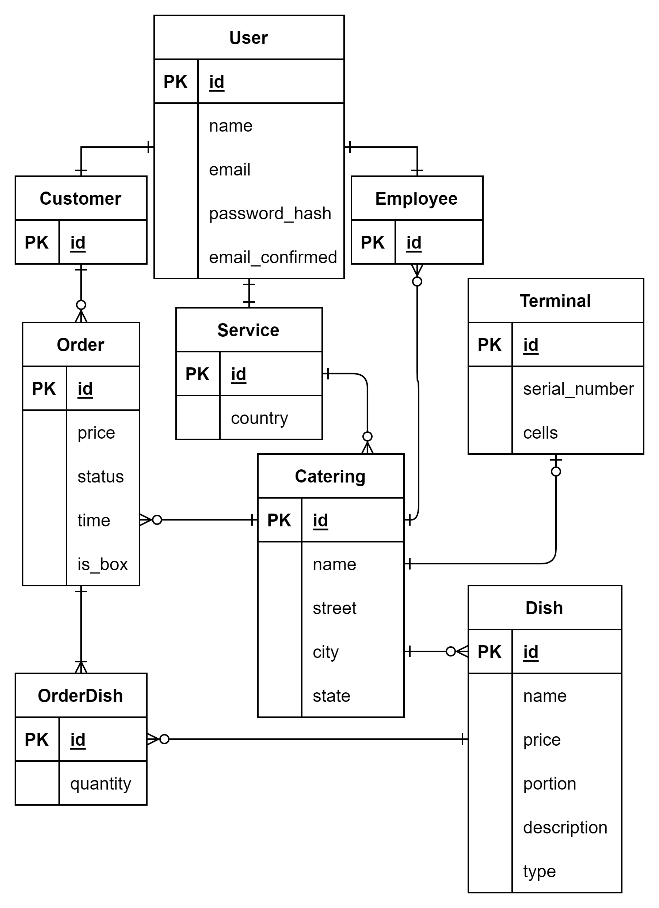 User
PK id
name
email
password_hash
email_confirmed
Customer
PK id
Employee
PK id
Service
PK id
country
Terminal
PK id
serial_number
cells
Order
PK id
price
status
time
is_box
Catering
PK id
name
street
city
state
Dish
PK id
name
price
portion
description
type
OrderDish
PK id
quantity